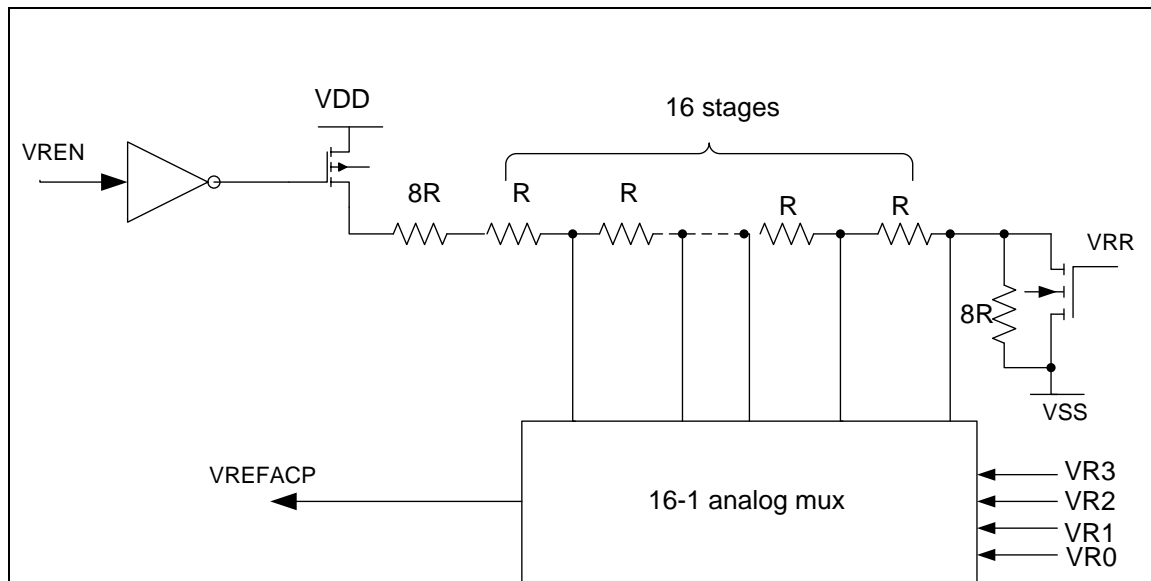 VDD
16 stages
VREN
8R
R
R
R
R
VRR
8R
VSS
VREFACP
16-1 analog mux
VR3
VR2
VR1
VR0